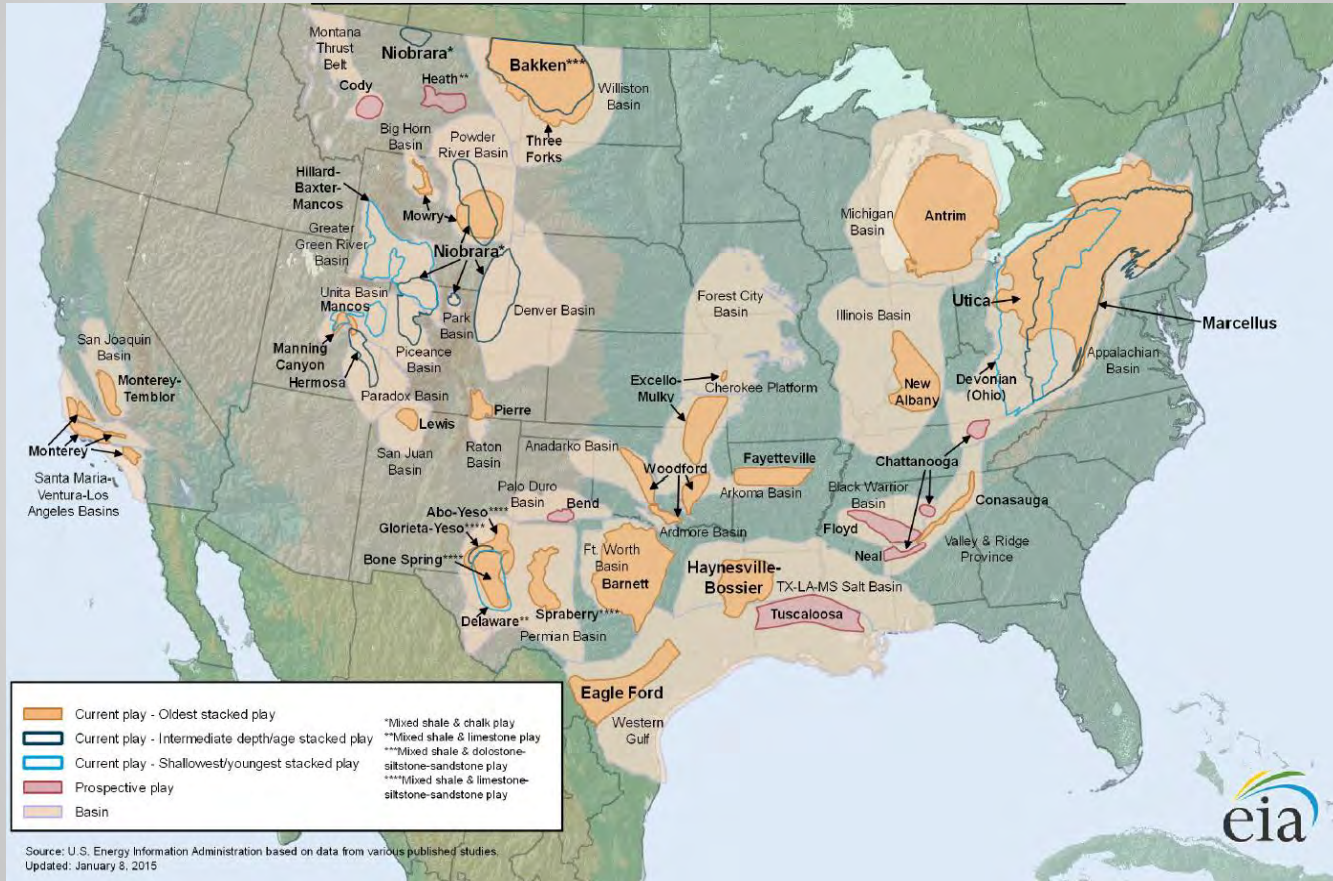 Montana
Thrust
Belt
Niobrara*
Bakken***
Cody
Heath**
Williston
Basin
Big Horn
Basin
Powder
River Basin
Three
Forks
Hillard-
Baxter-
Mancos
Mowry
Greater
Green River
Basin
Niobrara*
Michigan
Basin
Antrim
Unita Basin
Mancos
Park
Basin
Denver Basin
Forest City
Basin
Illinois Basin
Utica
Marcellus
San Joaquin
Basin
Manning
Canyon
Piceance
Basin
Hermosa
Appalachian
Basin
Monterey-
Temblor
Excello-
Mulky
Cherokee Platform
New
Albany
Devonian
(Ohio)
Paradox Basin
Lewis
Pierre
Monterey
San Juan
Basin
Raton
Basin
Anadarko Basin
Woodford
Fayetteville
Chattanooga
Santa Maria-
Ventura-Los
Angeles Basins
Palo Duro
Basin
Bend
Arkoma Basin
Black Warrior
Basin
Conasauga
Abo-Yeso****
Glorieta-Yeso****
Ardmore Basin
Floyd
Neal
Valley & Ridge
Province
Bone Spring****
Ft. Worth
Basin
Barnett
Haynesville-
Bossier
TX-LA-MS Salt Basin
Delaware**
Spraberry****
Tuscaloosa
Permian Basin
Eagle Ford
Western
Gulf
Current play - Oldest stacked play
Current play - Intermediate depth/age stacked play
Current play - Shallowest/youngest stacked play
Prospective play
Basin
*Mixed shale & chalk play
**Mixed shale & limestone play
***Mixed shale & dolostone-
siltstone-sandstone play
****Mixed shale & limestone-
siltstone-sandstone play
eia
Source: U.S. Energy Information Administration based on data from various published studies.
Updated: January 8, 2015